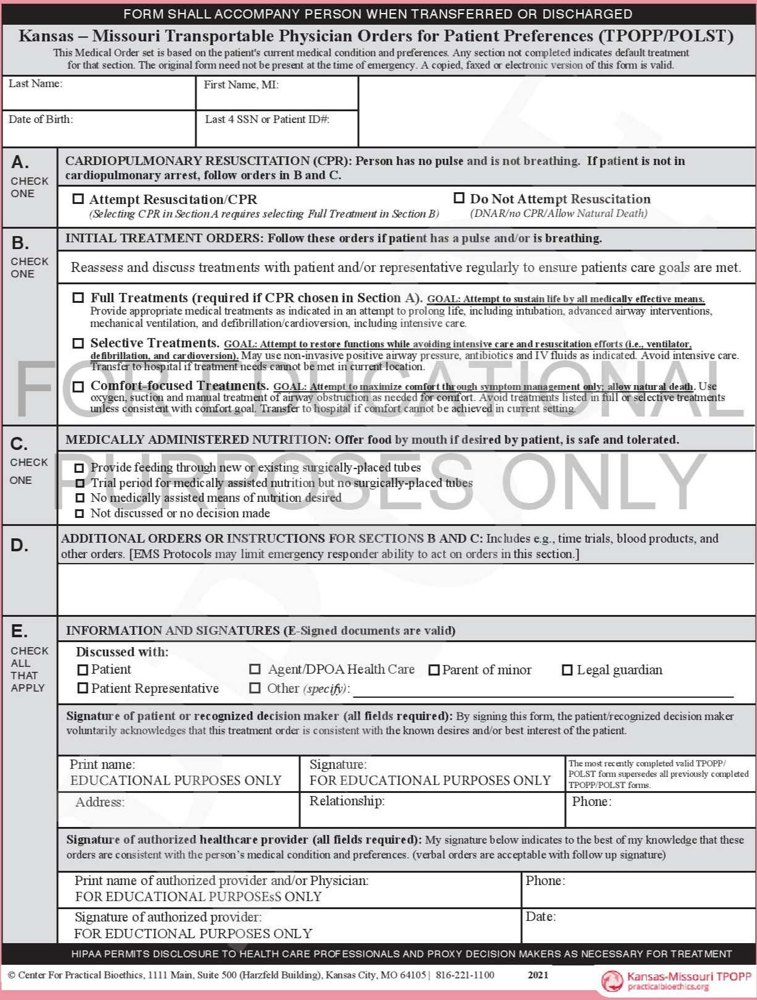 FORM SHALL ACCOMPANY PERSON WHEN TRANSFERRED OR DISCHARGED
Kansas – Missouri Transportable Physician Orders for Patient Preferences (TPOPP/POLST)
This Medical Order set is based on the patient's current medical condition and preferences. Any section not completed indicates default treatment
for that section. The original form need not be present at the time of emergency. A copied, faxed or electronic version of this form is valid.
Last Name:
First Name, MI:
Date of Birth:
Last 4 SSN or Patient ID#:
A.
CHECK
ONE
CARDIOPULMONARY RESUSCITATION (CPR): Person has no pulse and is not breathing. If patient is not in
cardiopulmonary arrest, follow orders in B and C.
Attempt Resuscitation/CPR
(Selecting CPR in Section A requires selecting Full Treatment in Section B)
Do Not Attempt Resuscitation
(DNAR/no CPR/Allow Natural Death)
B.
CHECK
ONE
INITIAL TREATMENT ORDERS: Follow these orders if patient has a pulse and/or is breathing.
Reassess and discuss treatments with patient and/or representative regularly to ensure patients care goals are met.
Full Treatments (required if CPR chosen in Section A). GOAL: Attempt to sustain life by all medically effective means.
Provide appropriate medical treatments as indicated in an attempt to prolong life, including intubation, advanced airway interventions,
mechanical ventilation, and defibrillation/cardioversion, including intensive care.
Selective Treatments. GOAL: Attempt to restore functions while avoiding intensive care and resuscitation efforts (i.e., ventilator,
defibrillation, and cardioversion). May use non-invasive positive airway pressure, antibiotics and IV fluids as indicated. Avoid intensive care.
Transfer to hospital if treatment needs cannot be met in current location.
FOR EDUCATIONAL
Comfort-focused Treatments. GOAL: Attempt to maximize comfort through symptom management only; allow natural death. Use
oxygen, suction and manual treatment of airway obstruction as needed for comfort. Avoid treatments listed in full or selective treatments
unless consistent with comfort goal. Transfer to hospital if comfort cannot be achieved in current setting.
C.
CHECK
ONE
MEDICALLY ADMINISTERED NUTRITION: Offer food by mouth if desired by patient, is safe and tolerated.
Provide feeding through new or existing surgically-placed tubes
Trial period for medically assisted nutrition but no surgically-placed tubes
PURPOSES ONLY
No medically assisted means of nutrition desired
Not discussed or no decision made
D.
ADDITIONAL ORDERS OR INSTRUCTIONS FOR SECTIONS B AND C: Includes e.g., time trials, blood products, and
other orders. [EMS Protocols may limit emergency responder ability to act on orders in this section.]
E.
CHECK
ALL
THAT
APPLY
INFORMATION AND SIGNATURES (E-Signed documents are valid)
Discussed with:
Patient
Agent/DPOA Health Care
Parent of minor
Legal guardian
Patient Representative
Other (specify):
Signature of patient or recognized decision maker (all fields required): By signing this form, the patient/recognized decision maker
voluntarily acknowledges that this treatment order is consistent with the known desires and/or best interest of the patient.
Print name:
EDUCATIONAL PURPOSES ONLY
Signature:
FOR EDUCATIONAL PURPOSES ONLY
The most recently completed valid TPOPP/
POLST form supersedes all previously completed
TPOPP/POLST forms.
Address:
Relationship:
Phone:
Signature of authorized healthcare provider (all fields required): My signature below indicates to the best of my knowledge that these
orders are consistent with the person's medical condition and preferences. (verbal orders are acceptable with follow up signature)
Print name of authorized provider and/or Physician:
FOR EDUCATIONAL PURPOSEsS ONLY
Phone:
Signature of authorized provider:
FOR EDUCTIONAL PURPOSES ONLY
Date:
HIPAA PERMITS DISCLOSURE TO HEALTH CARE PROFESSIONALS AND PROXY DECISION MAKERS AS NECESSARY FOR TREATMENT
© Center For Practical Bioethics, 1111 Main, Suite 500 (Harzfeld Building), Kansas City, MO 64105 | 816-221-1100
2021
Kansas-Missouri TPOPP
practicalbioethics.org